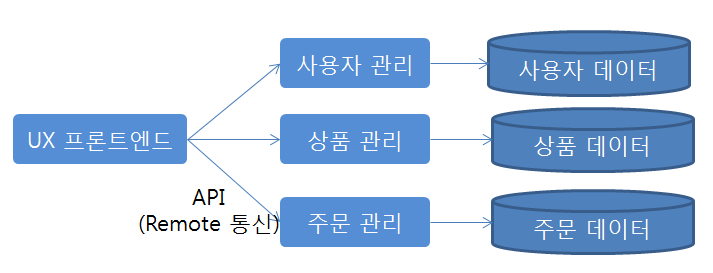 사용자 관리
사용자 데이터
UX 프론트엔드
상품 관리
상품 데이터
API
(Remote 통신)
주문 관리
주문 데이터